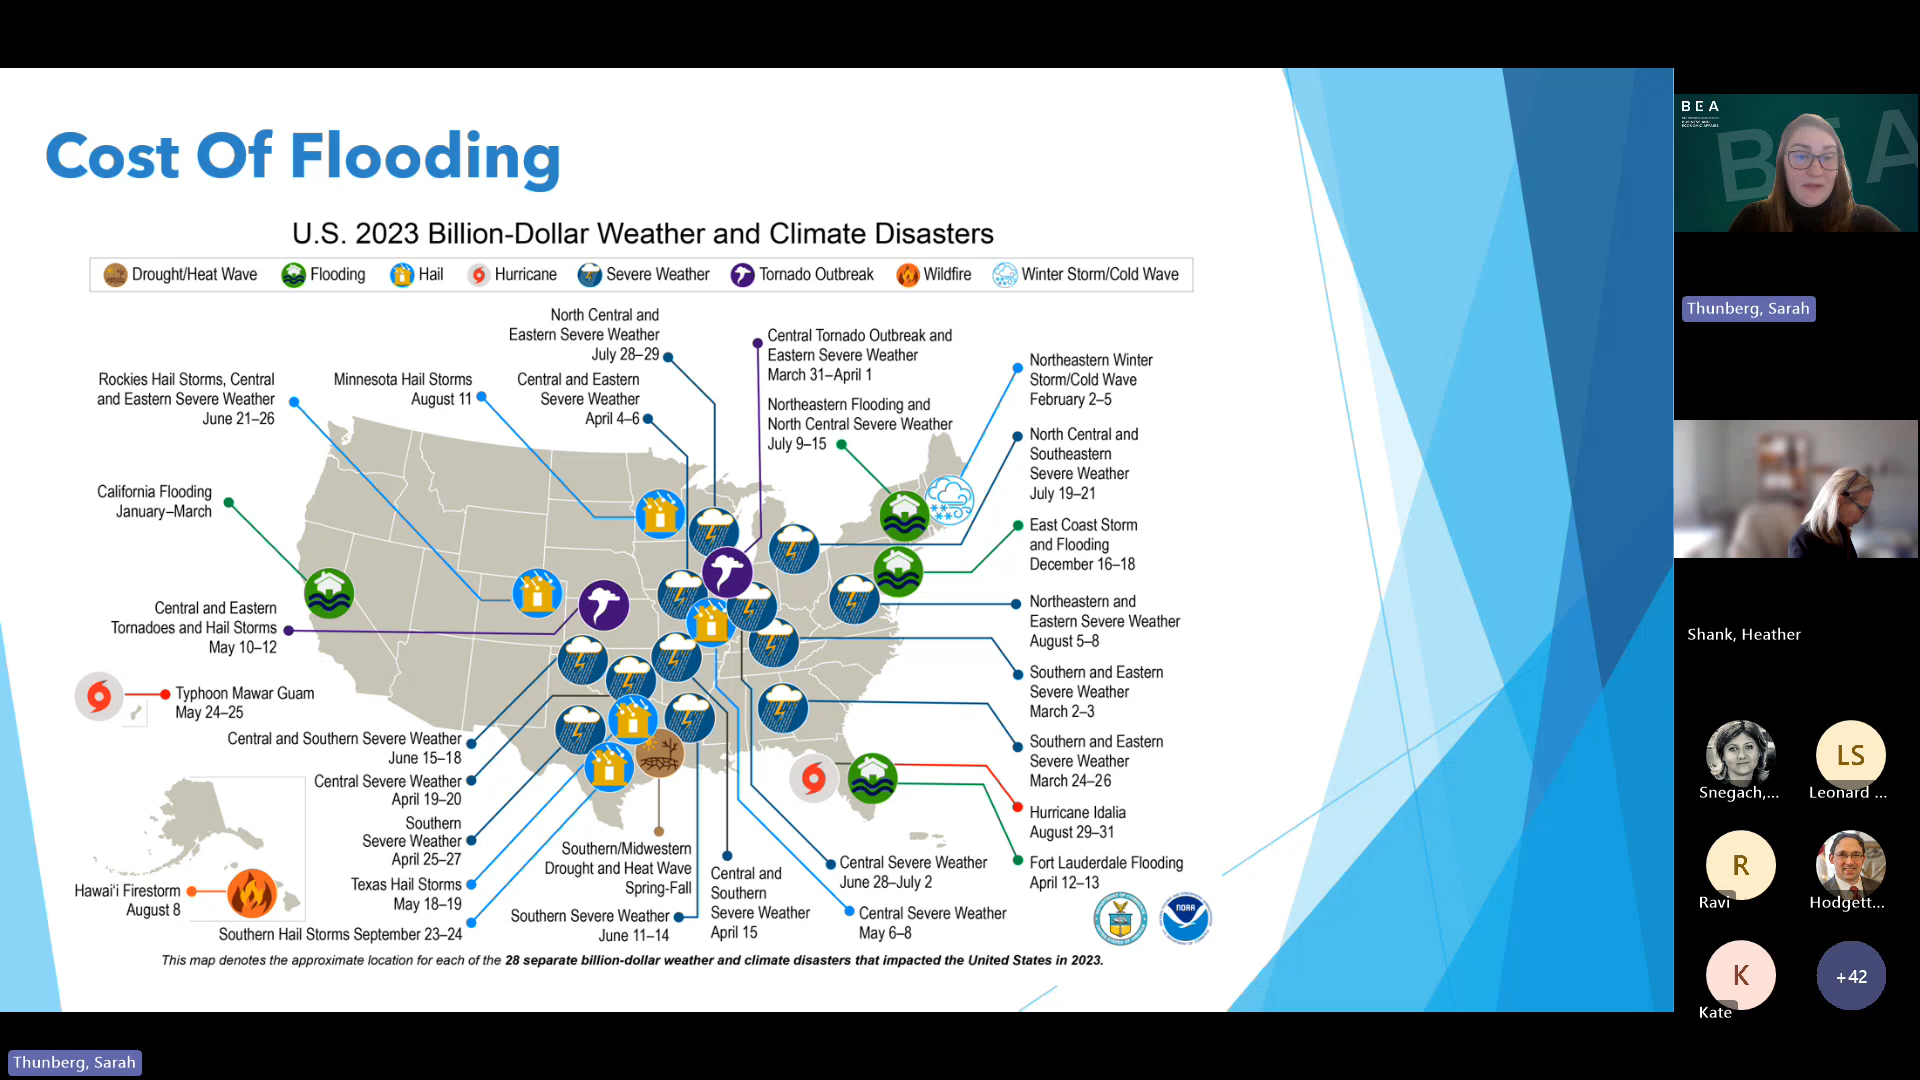 Cost Of Flooding
U.S. 2023 Billion-Dollar Weather and Climate Disasters
Drought/Heat Wave Flooding Hail Hurricane Severe Weather Tornado Outbreak Wildfire Winter Storm/Cold Wave
North Central and
Eastern Severe Weather
July 28–29
Central Tornado Outbreak and
Eastern Severe Weather
March 31–April 1
Rockies Hail Storms, Central
and Eastern Severe Weather
June 21–26
Minnesota Hail Storms
August 11
Central and Eastern
Severe Weather
April 4–6
Northeastern Flooding and
North Central Severe Weather
July 9–15
Northeastern Winter
Storm/Cold Wave
February 2–5
North Central and
Southeastern
Severe Weather
July 19–21
California Flooding
January–March
East Coast Storm
and Flooding
December 16–18
Central and Eastern
Tornadoes and Hail Storms
May 10–12
Northeastern and
Eastern Severe Weather
August 5–8
Typhoon Mawar Guam
May 24–25
Southern and Eastern
Severe Weather
March 2–3
Central and Southern Severe Weather
June 15–18
Southern and Eastern
Severe Weather
March 24–26
Central Severe Weather
April 19–20
Hurricane Idalia
August 29–31
Southern
Severe Weather
April 25–27
Fort Lauderdale Flooding
April 12–13
Texas Hail Storms
May 18–19
Southern/Midwestern
Drought and Heat Wave
Spring-Fall
Central and
Southern
Severe Weather
April 15
Central Severe Weather
June 28–July 2
Hawai‘i Firestorm
August 8
Southern Hail Storms September 23–24
Southern Severe Weather
June 11–14
Central Severe Weather
May 6–8
NOAA
This map denotes the approximate location for each of the 28 separate billion-dollar weather and climate disasters that impacted the United States in 2023.
BEA
BUSINESS AND
ECONOMIC AFFAIRS
BEA
Thunberg, Sarah
Shank, Heather
LS
Snegach,...
Leonard ...
R
Ravi
Hodgett...
K
+42
Kate
Thunberg, Sarah